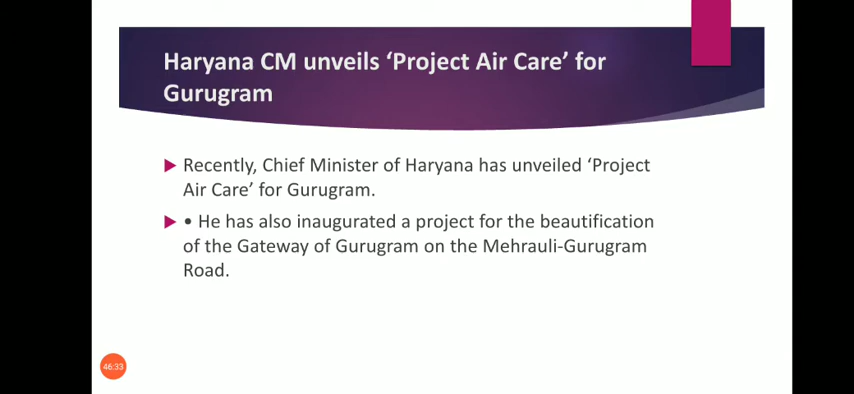 Haryana CM unveils ‘Project Air Care’ for
Gurugram
Recently, Chief Minister of Haryana has unveiled ‘Project
Air Care’ for Gurugram.
• He has also inaugurated a project for the beautification
of the Gateway of Gurugram on the Mehrauli-Gurugram
Road.
46:33